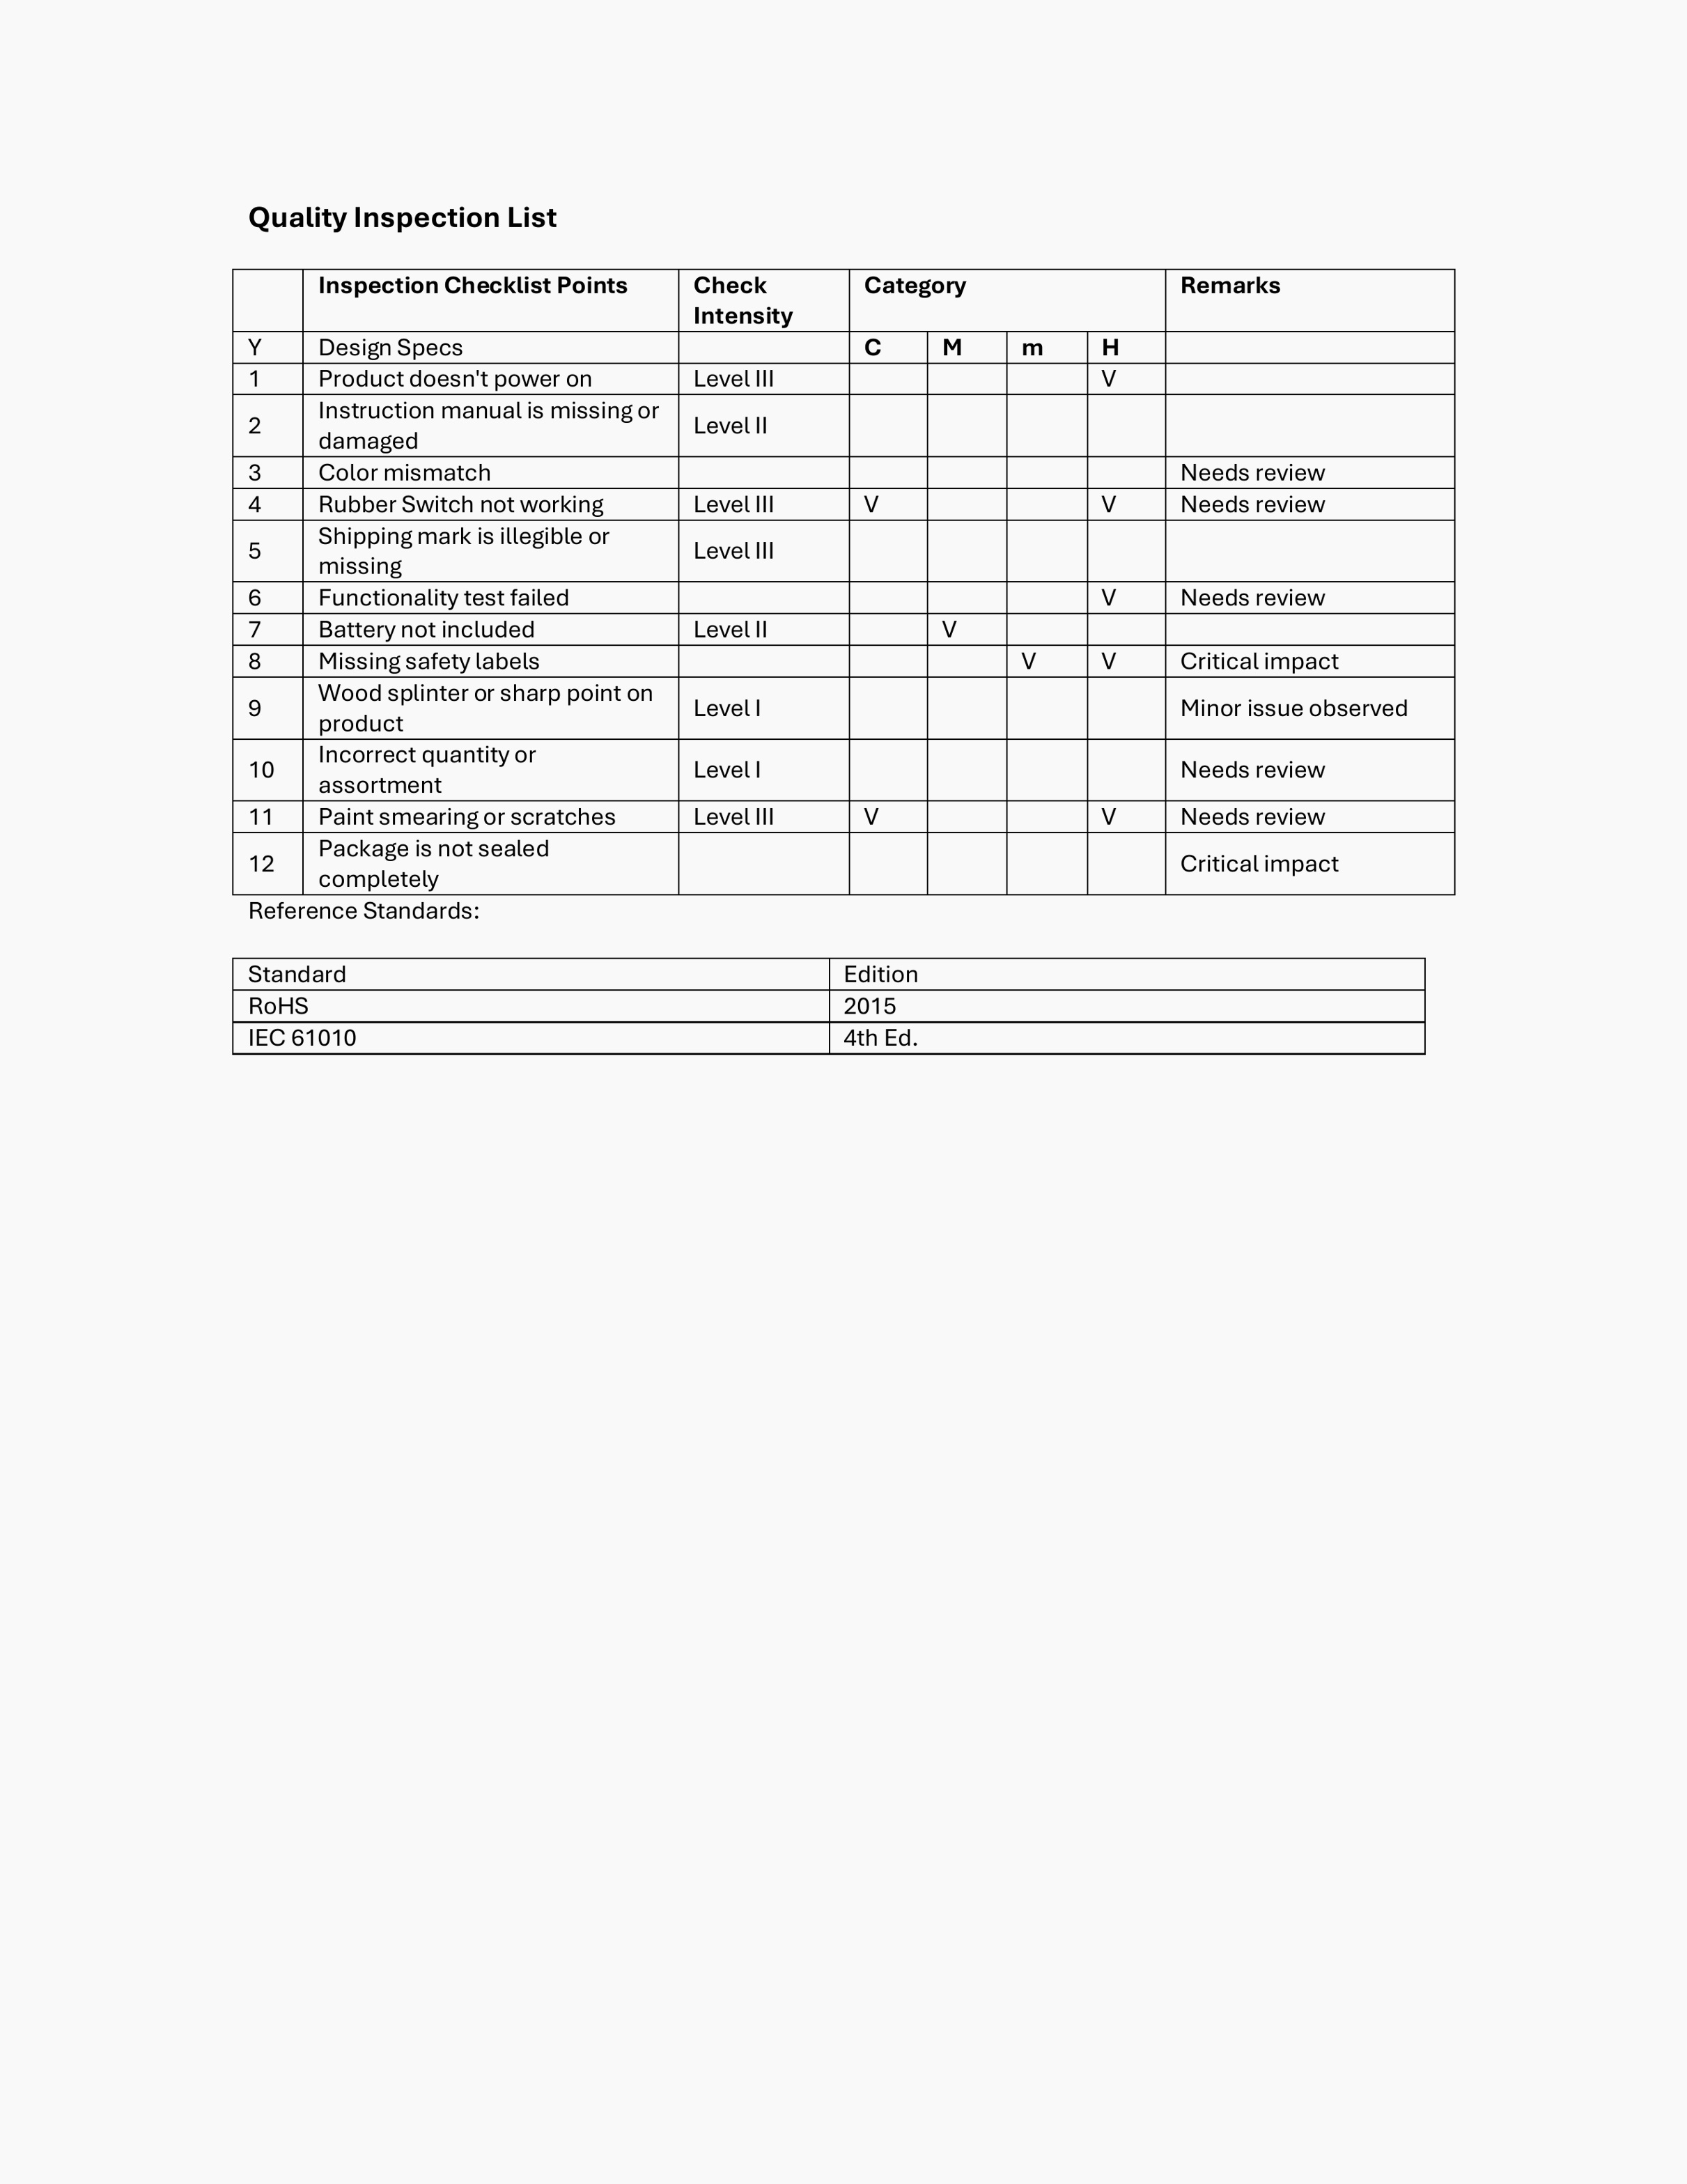 Quality Inspection List
Inspection Checklist Points Check Intensity Category Remarks
Y Design Specs C M m H
1 Product doesn't power on Level III V
2 Instruction manual is missing or damaged Level II
3 Color mismatch Needs review
4 Rubber Switch not working Level III V V Needs review
5 Shipping mark is illegible or missing Level III
6 Functionality test failed V Needs review
7 Battery not included Level II V
8 Missing safety labels V V Critical impact
9 Wood splinter or sharp point on product Level I Minor issue observed
10 Incorrect quantity or assortment Level I Needs review
11 Paint smearing or scratches Level III V V Needs review
12 Package is not sealed completely Critical impact
Reference Standards:
Standard Edition
RoHS 2015
IEC 61010 4th Ed.